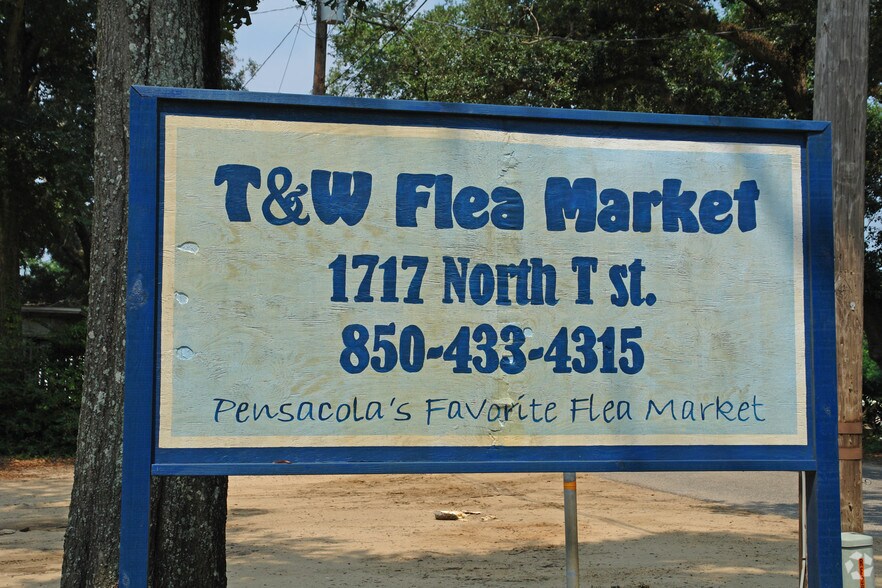 T&W Flea Market
1717 North T st.
850-433-4315
Pensacola's Favorite Flea Market